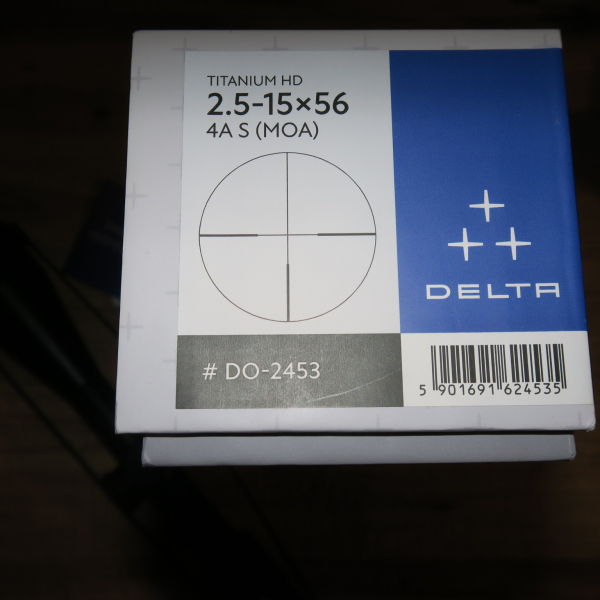 TITANIUM HD
2.5-15×56
4A S (MOA)
DELTA
# DO-2453
5 901691 624535